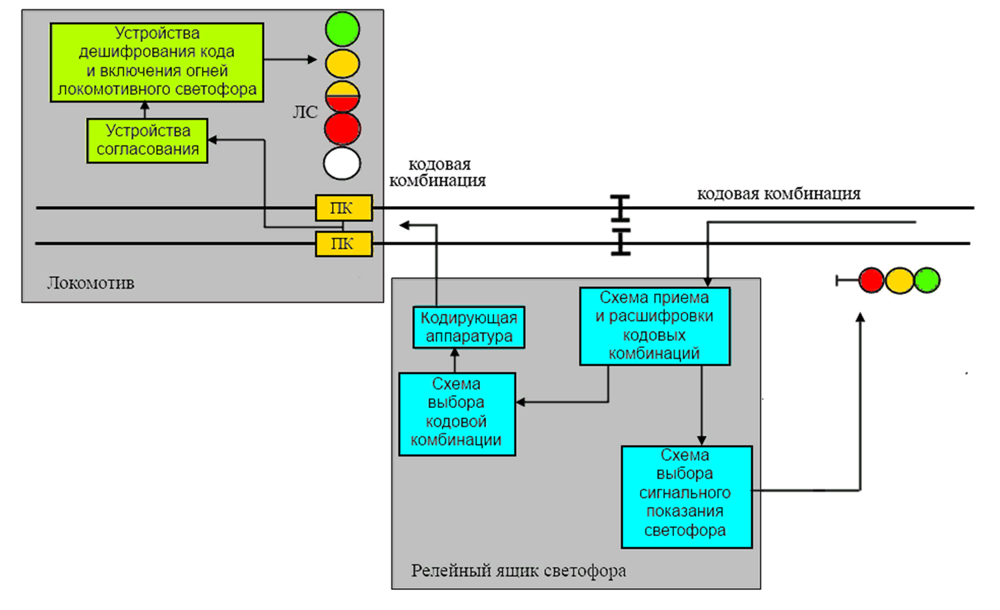 Устройства
дешифрования кода
и включения огней
локомотивного светофора
ЛС
Устройства
согласования
кодовая
комбинация
кодовая комбинация
ПК
ПК
Локомотив
Кодирующая
аппаратура
Схема приема
и расшифровки
кодовых
комбинаций
Схема
выбора
кодовой
комбинации
Схема
выбора
сигнального
показания
светофора
Релейный ящик светофора